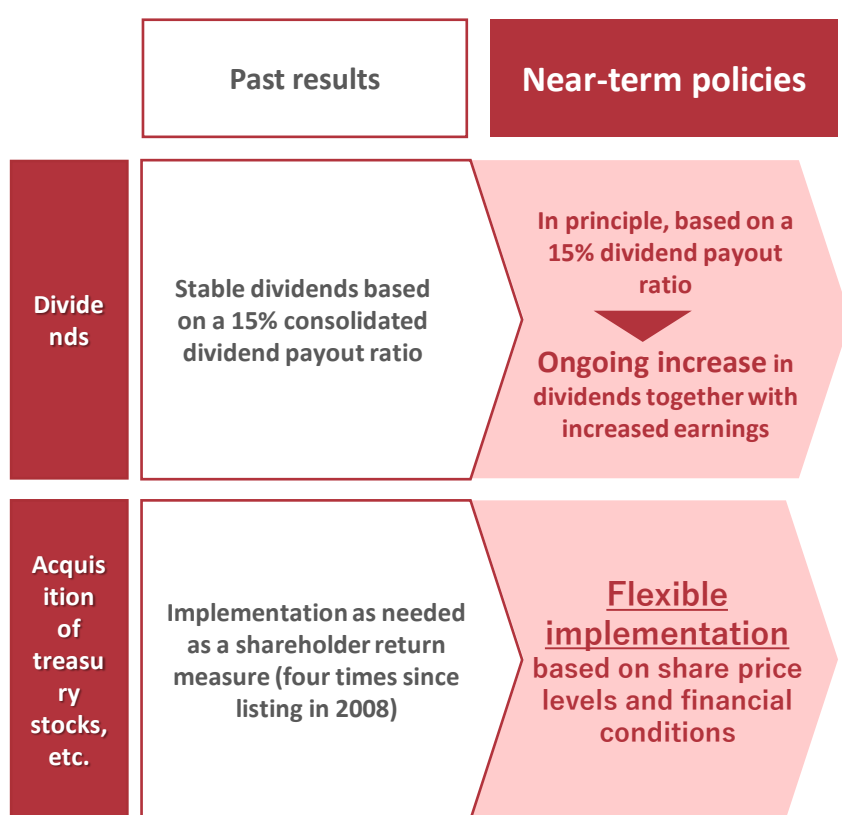 Past results
Near-term policies
Divide
nds
Stable dividends based
on a 15% consolidated
dividend payout ratio
In principle, based on a
15% dividend payout
ratio
Ongoing increase in
dividends together with
increased earnings
Acquis
ition
of
treasu
ry
stocks,
etc.
Implementation as needed
as a shareholder return
measure (four times since
listing in 2008)
Flexible
implementation
based on share price
levels and financial
conditions